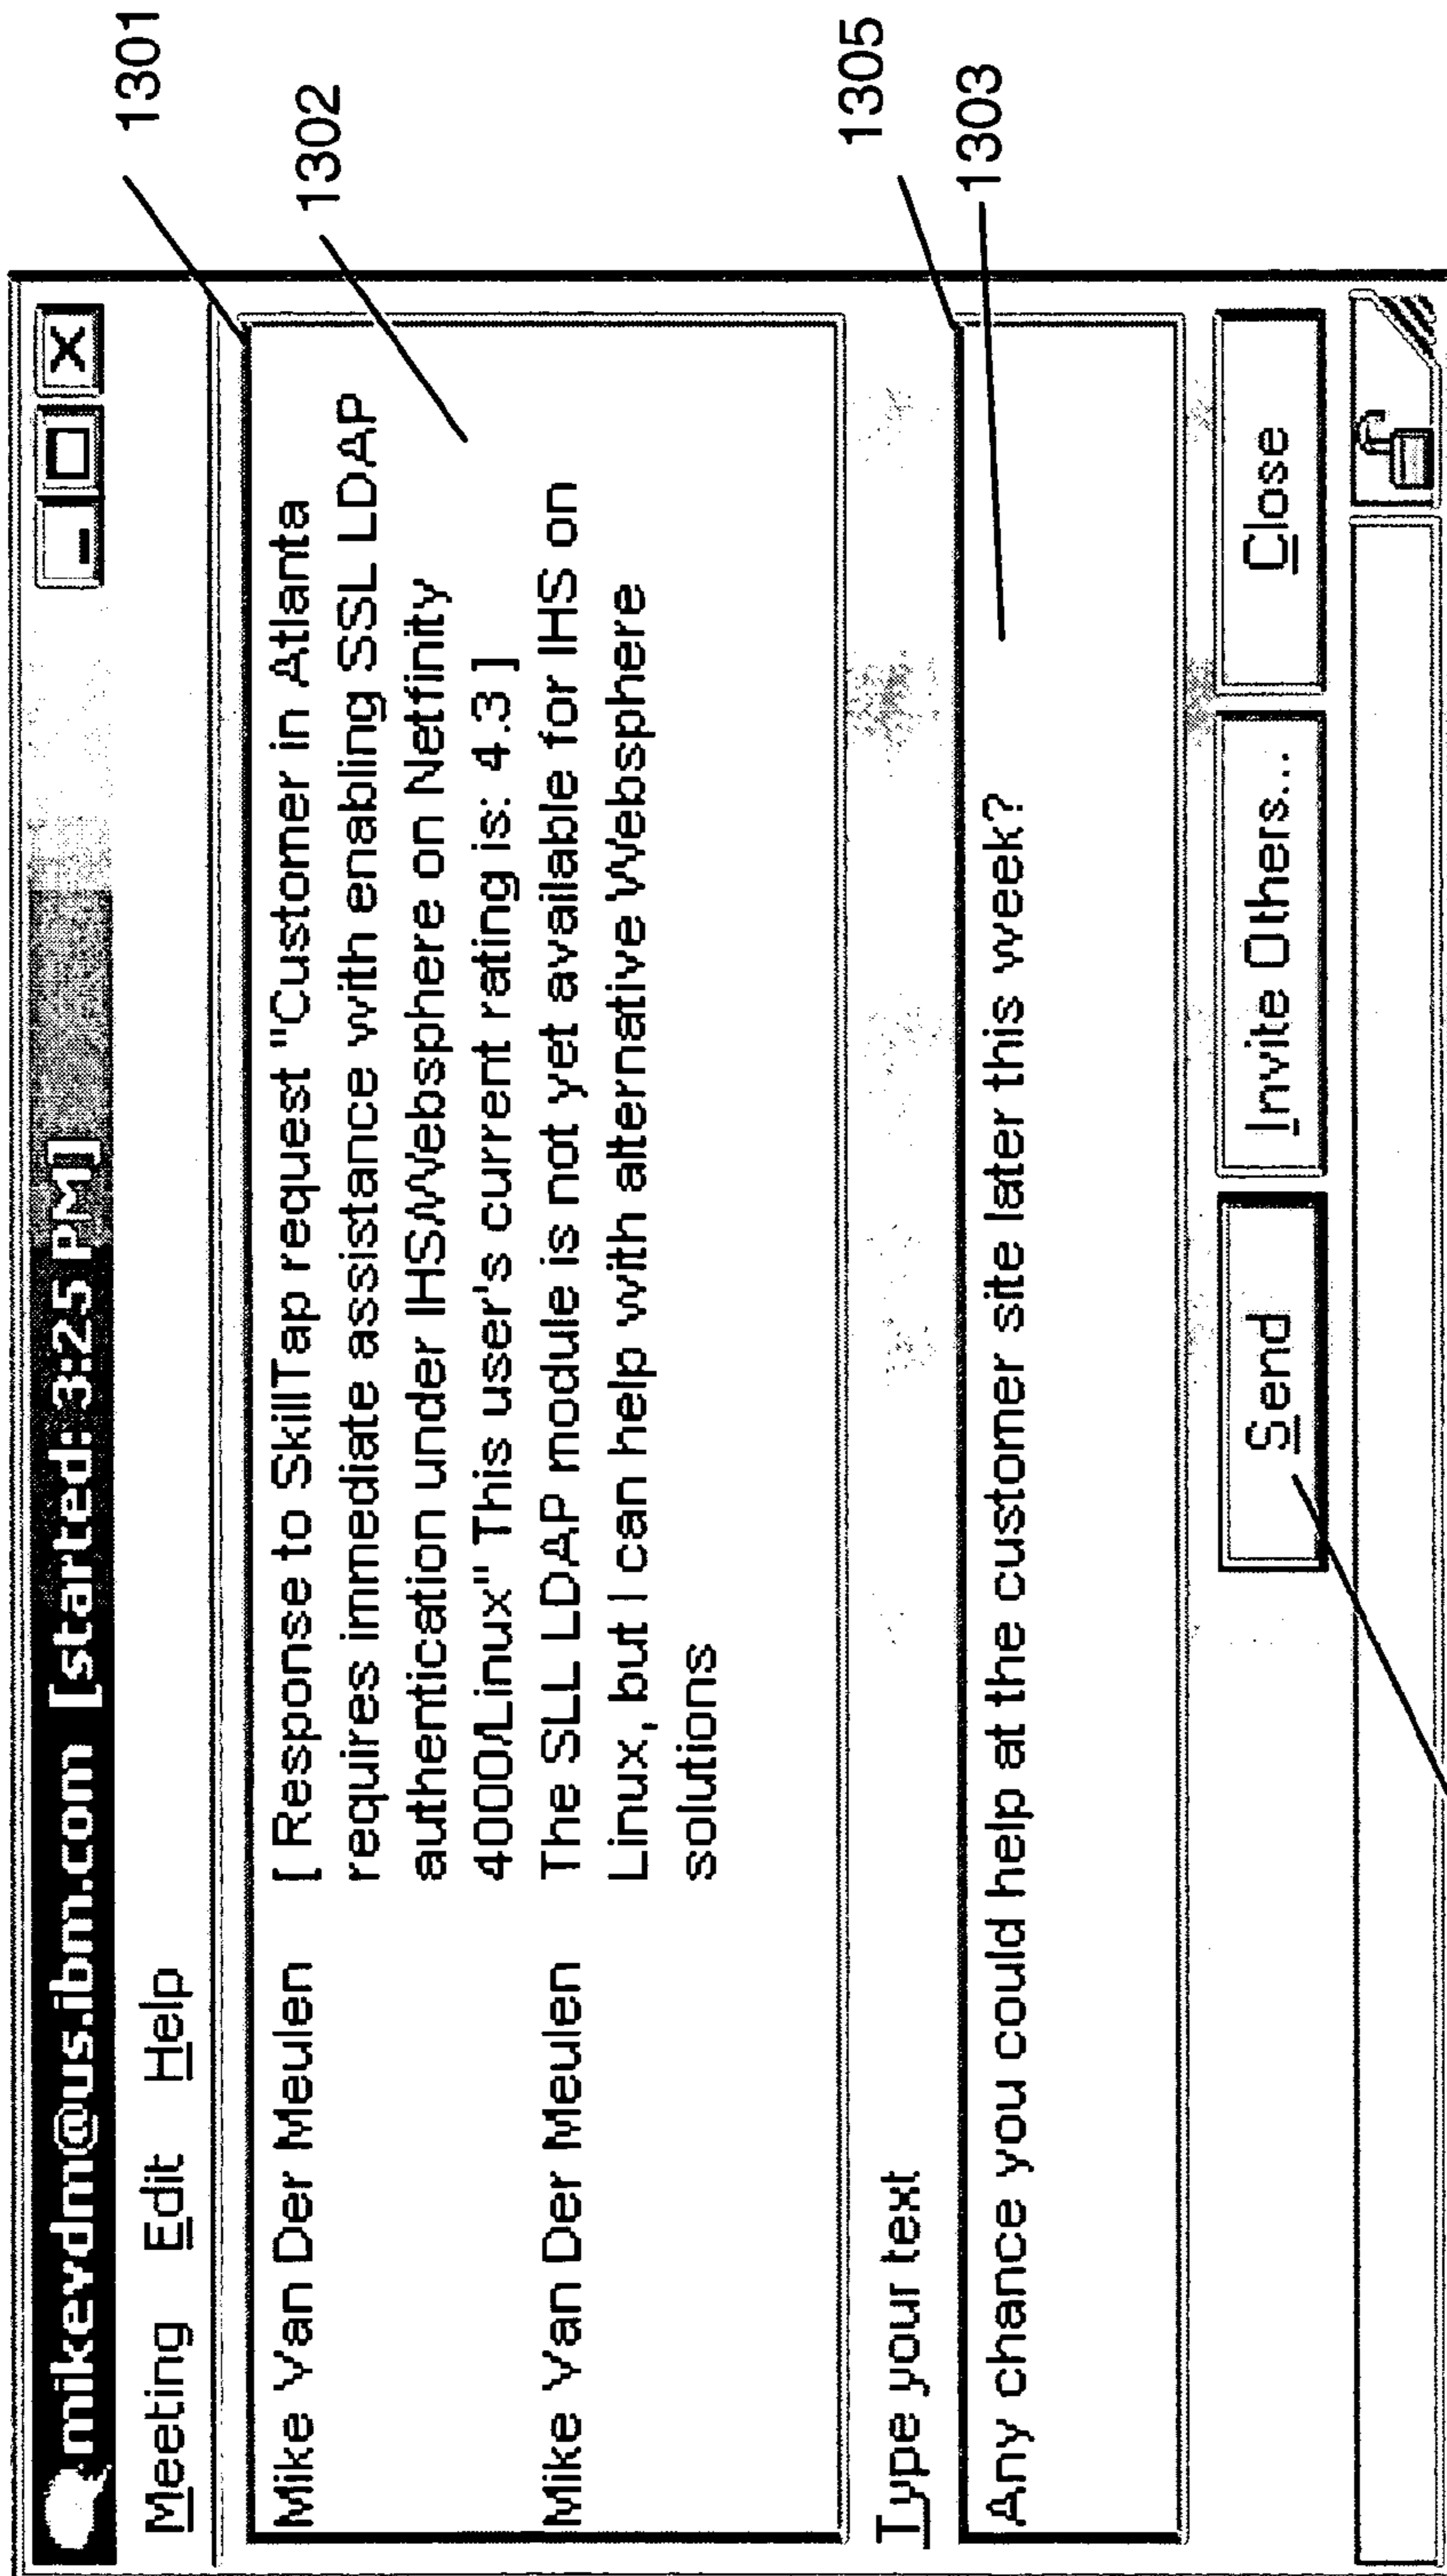 mikevdm@us.ibm.com [started: 3:25 PM]
Meeting Edit Help
Mike Van Der Meulen [ Response to SkillTap request "Customer in Atlanta
requires immediate assistance with enabling SSL LDAP
authentication under IHS/Websphere on Netfinity
4000/Linux" This user's current rating is: 4.3 ]
Mike Van Der Meulen The SLL LDAP module is not yet available for IHS on
Linux, but I can help with alternative Websphere
solutions
Type your text
Any chance you could help at the customer site later this week?
Send Invite Others... Close
1301
1302
1305
1303